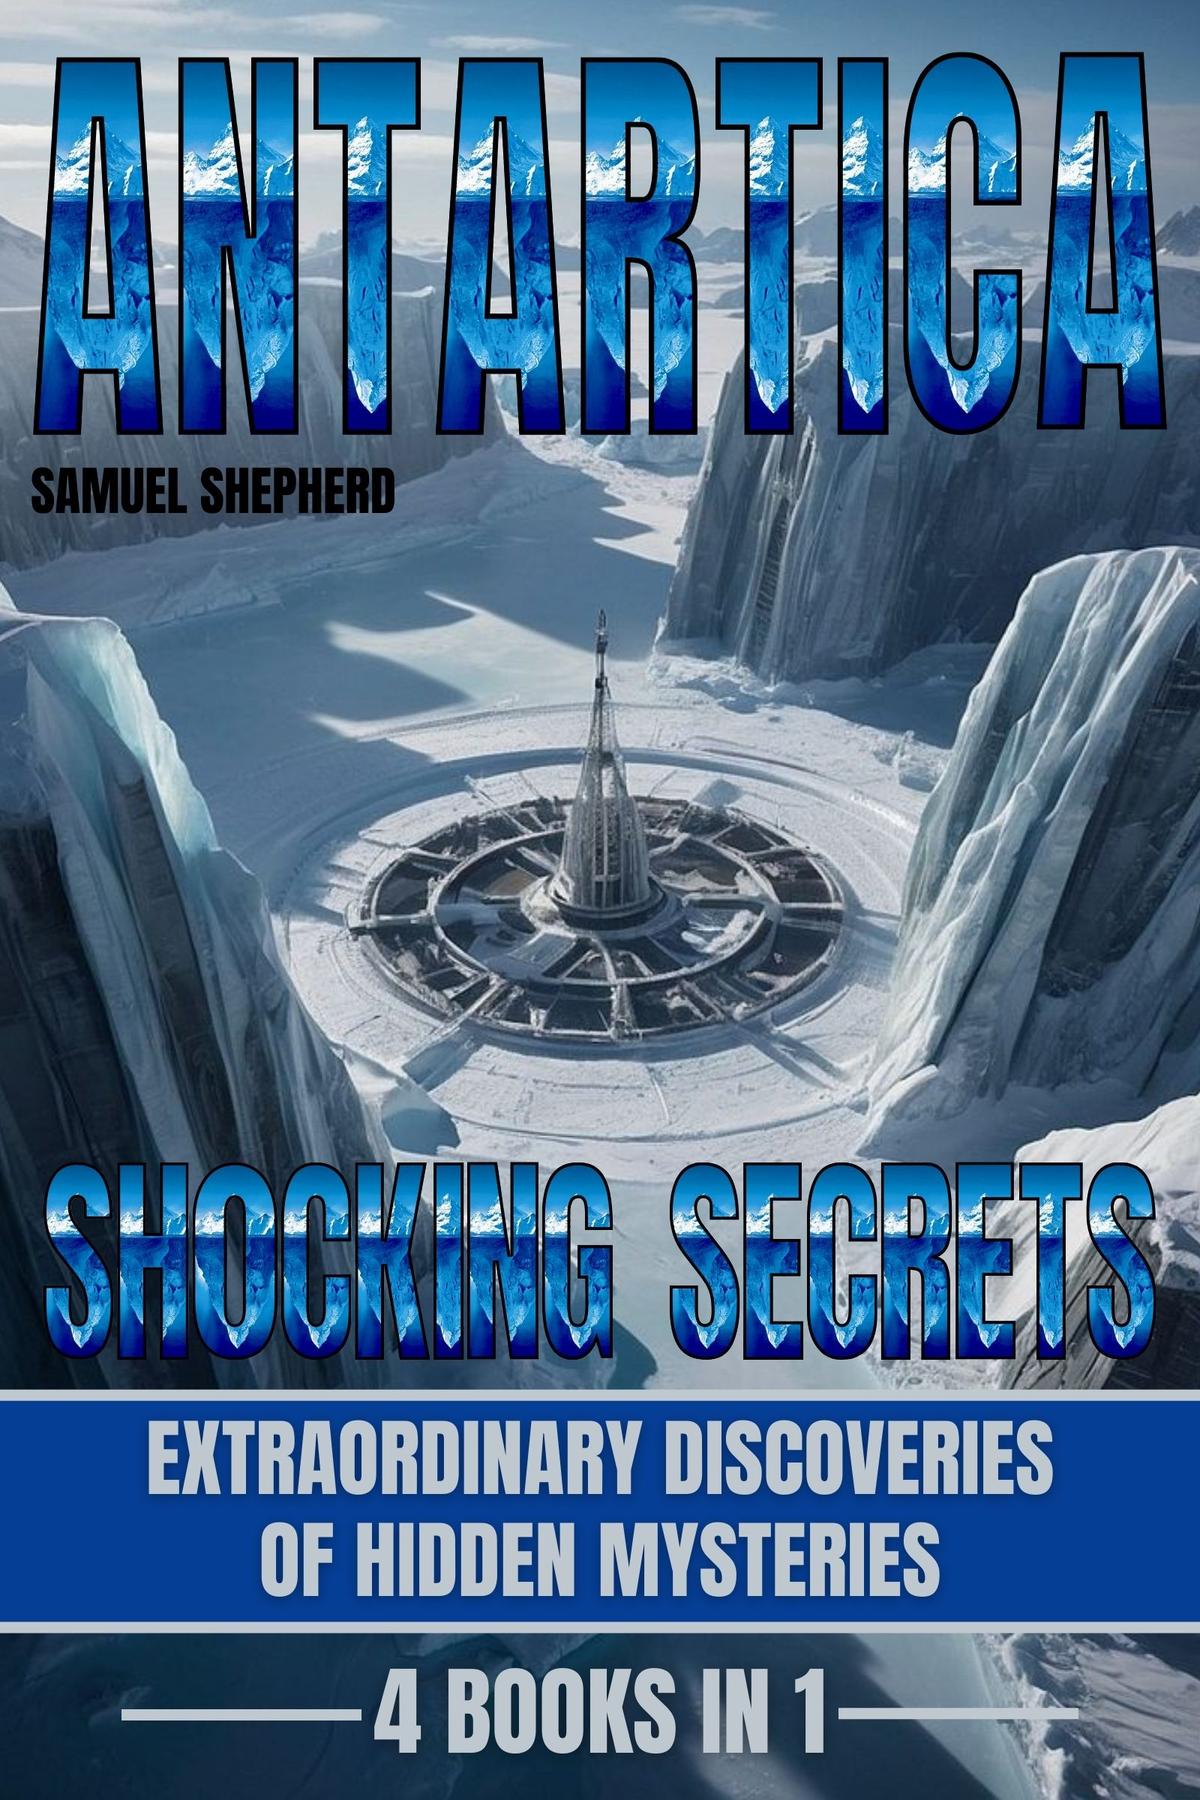 ANTARTICA
SAMUEL SHEPHERD
SHOCKING SECRETS
EXTRAORDINARY DISCOVERIES
OF HIDDEN MYSTERIES
4 BOOKS IN 1